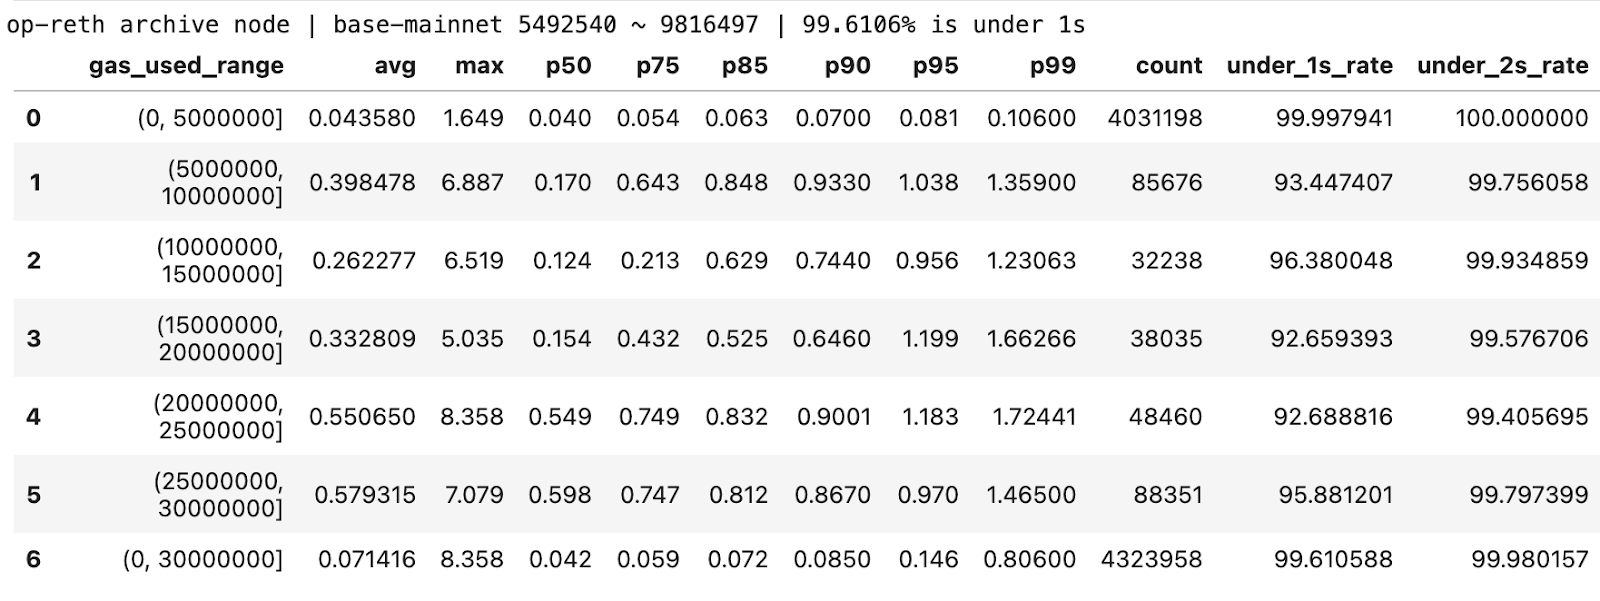 op-reth archive node | base-mainnet 5492540 ~ 9816497 | 99.6106% is under 1s
gas_used_range avg max p50 p75 p85 p90 p95 p99 count under_1s_rate under_2s_rate
0 (0, 5000000] 0.043580 1.649 0.040 0.054 0.063 0.0700 0.081 0.10600 4031198 99.997941 100.000000
1 (5000000, 10000000] 0.398478 6.887 0.170 0.643 0.848 0.9330 1.038 1.35900 85676 93.447407 99.756058
2 (10000000, 15000000] 0.262277 6.519 0.124 0.213 0.629 0.7440 0.956 1.23063 32238 96.380048 99.934859
3 (15000000, 20000000] 0.332809 5.035 0.154 0.432 0.525 0.6460 1.199 1.66266 38035 92.659393 99.576706
4 (20000000, 25000000] 0.550650 8.358 0.549 0.749 0.832 0.9001 1.183 1.72441 48460 92.688816 99.405695
5 (25000000, 30000000] 0.579315 7.079 0.598 0.747 0.812 0.8670 0.970 1.46500 88351 95.881201 99.797399
6 (0, 30000000] 0.071416 8.358 0.042 0.059 0.072 0.0850 0.146 0.80600 4323958 99.610588 99.980157